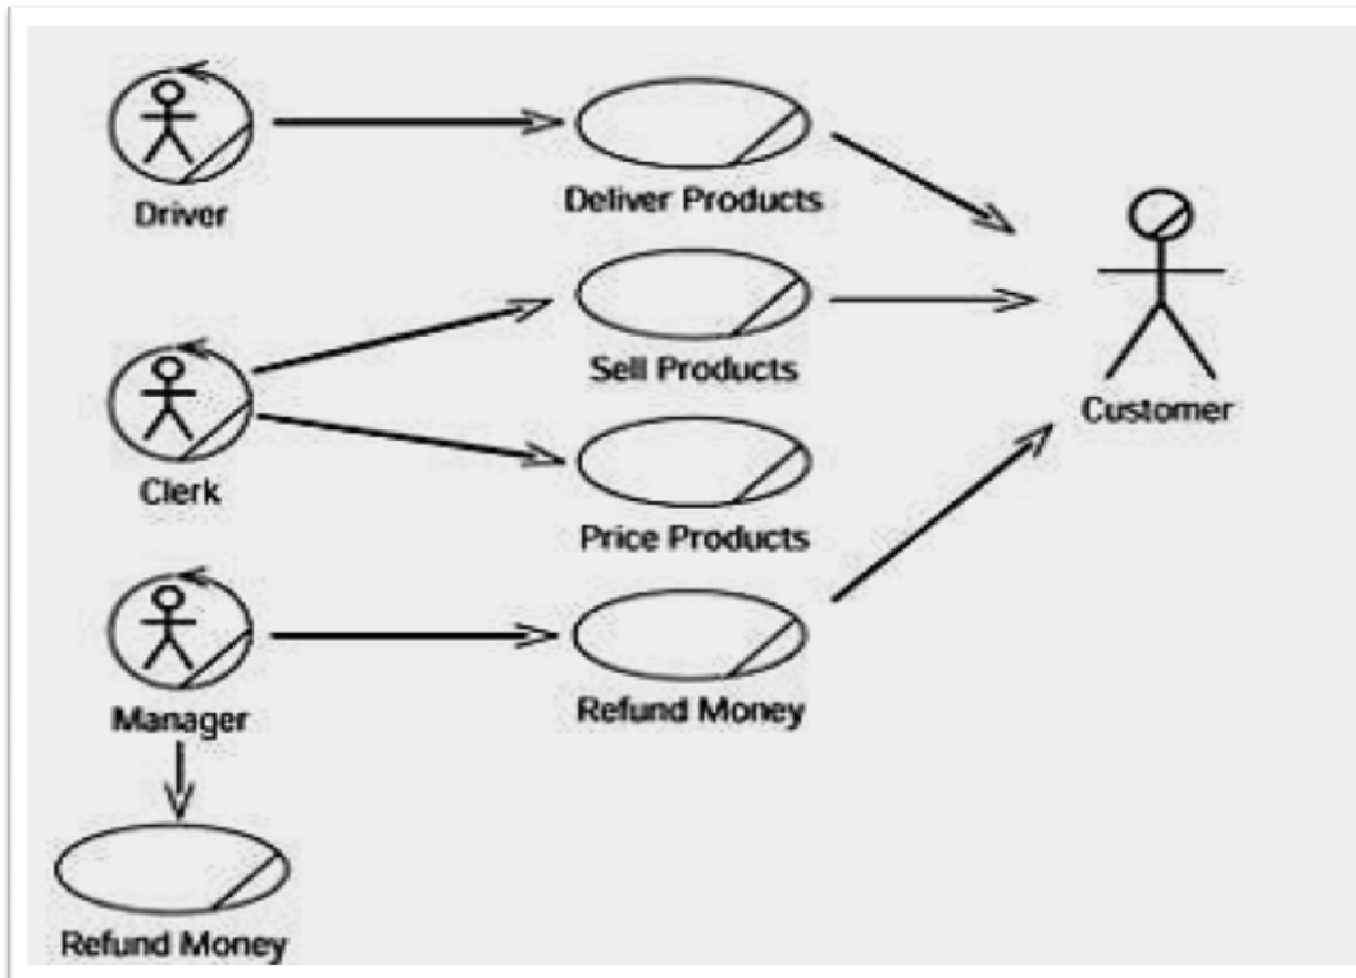 Driver
Deliver Products
Sell Products
Customer
Clerk
Price Products
Manager
Refund Money
Refund Money